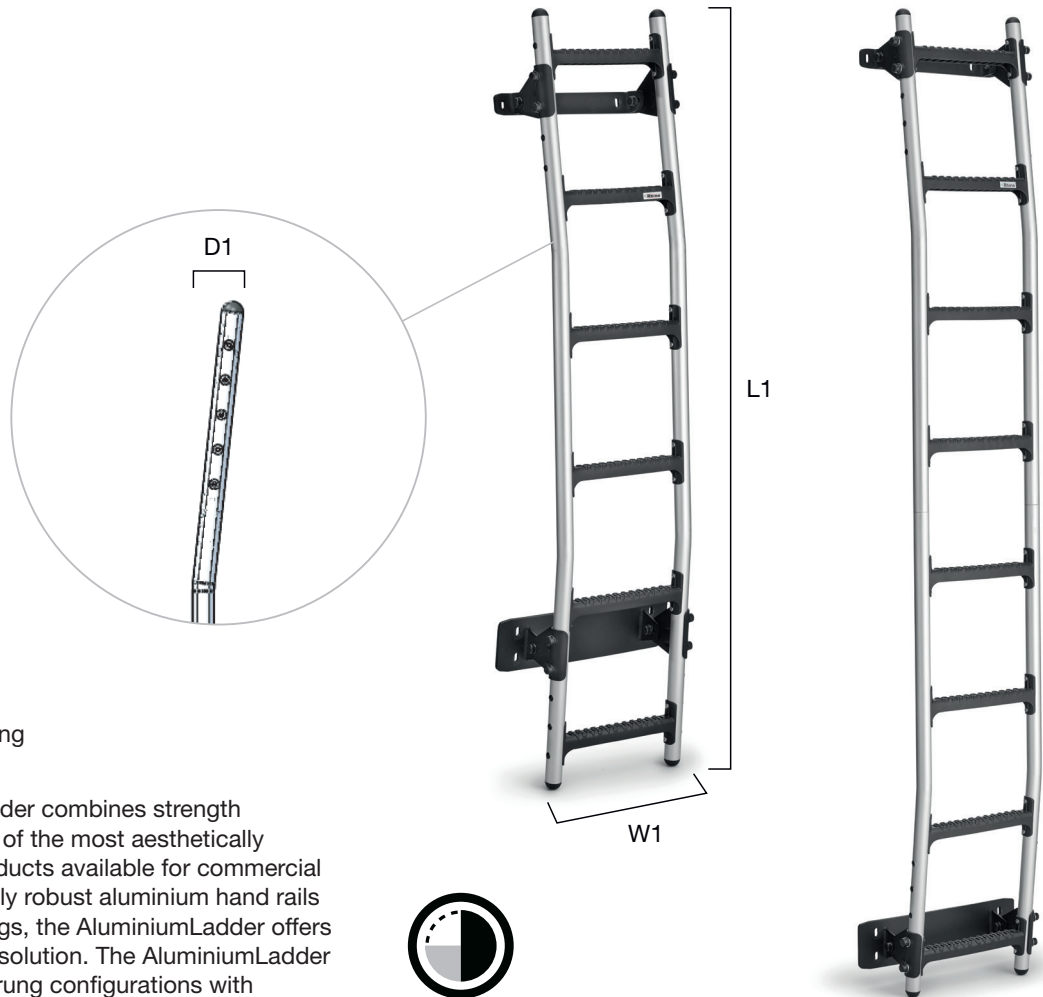 D1
L1
W1
ng
der combines strength
of the most aesthetically
ducts available for commercial
ly robust aluminium hand rails
gs, the AluminiumLadder offers
solution. The AluminiumLadder
rung configurations with